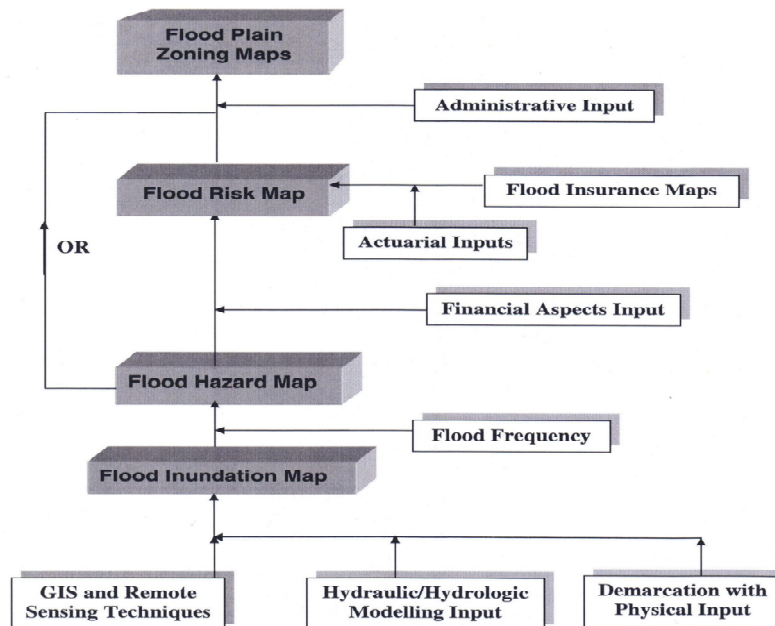 Flood Plain
Zoning Maps
Administrative Input
Flood Risk Map
Flood Insurance Maps
Actuarial Inputs
OR
Financial Aspects Input
Flood Hazard Map
Flood Frequency
Flood Inundation Map
GIS and Remote
Sensing Techniques
Hydraulic/Hydrologic
Modelling Input
Demarcation with
Physical Input